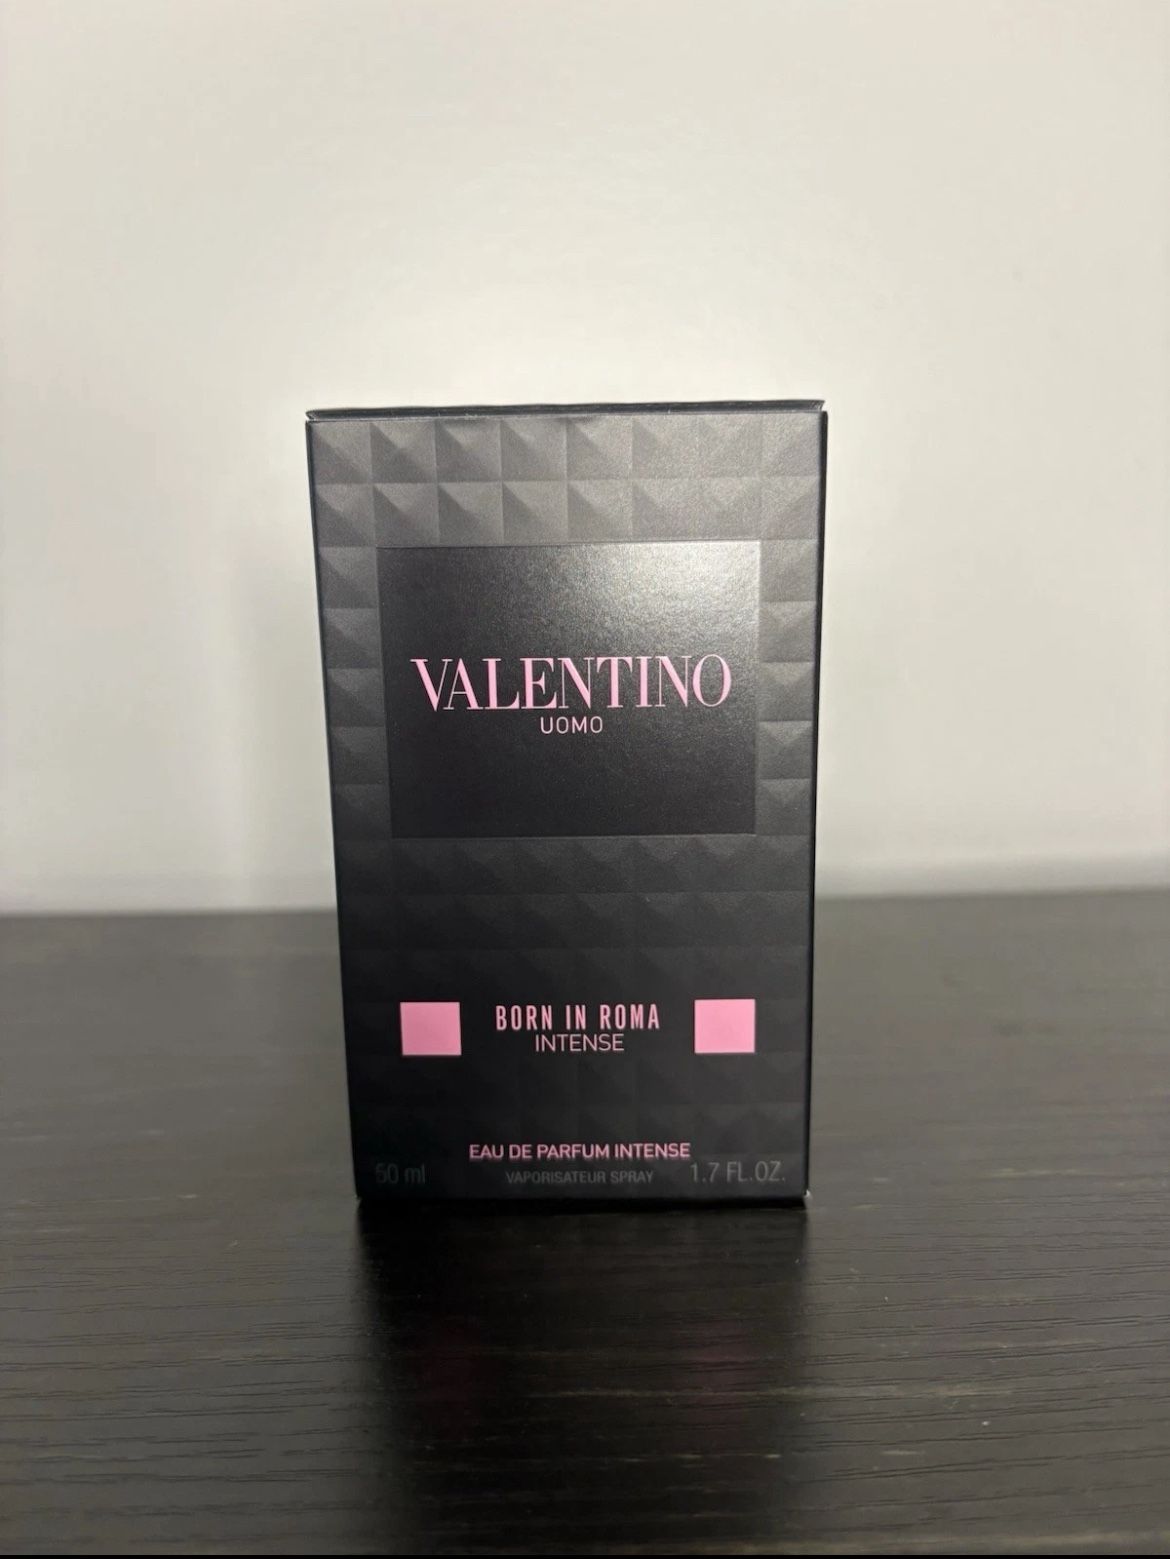 VALENTINO
UOMO
BORN IN ROMA
INTENSE
EAU DE PARFUM INTENSE
50 ml VAPORISATEUR SPRAY 1.7 FL.OZ.